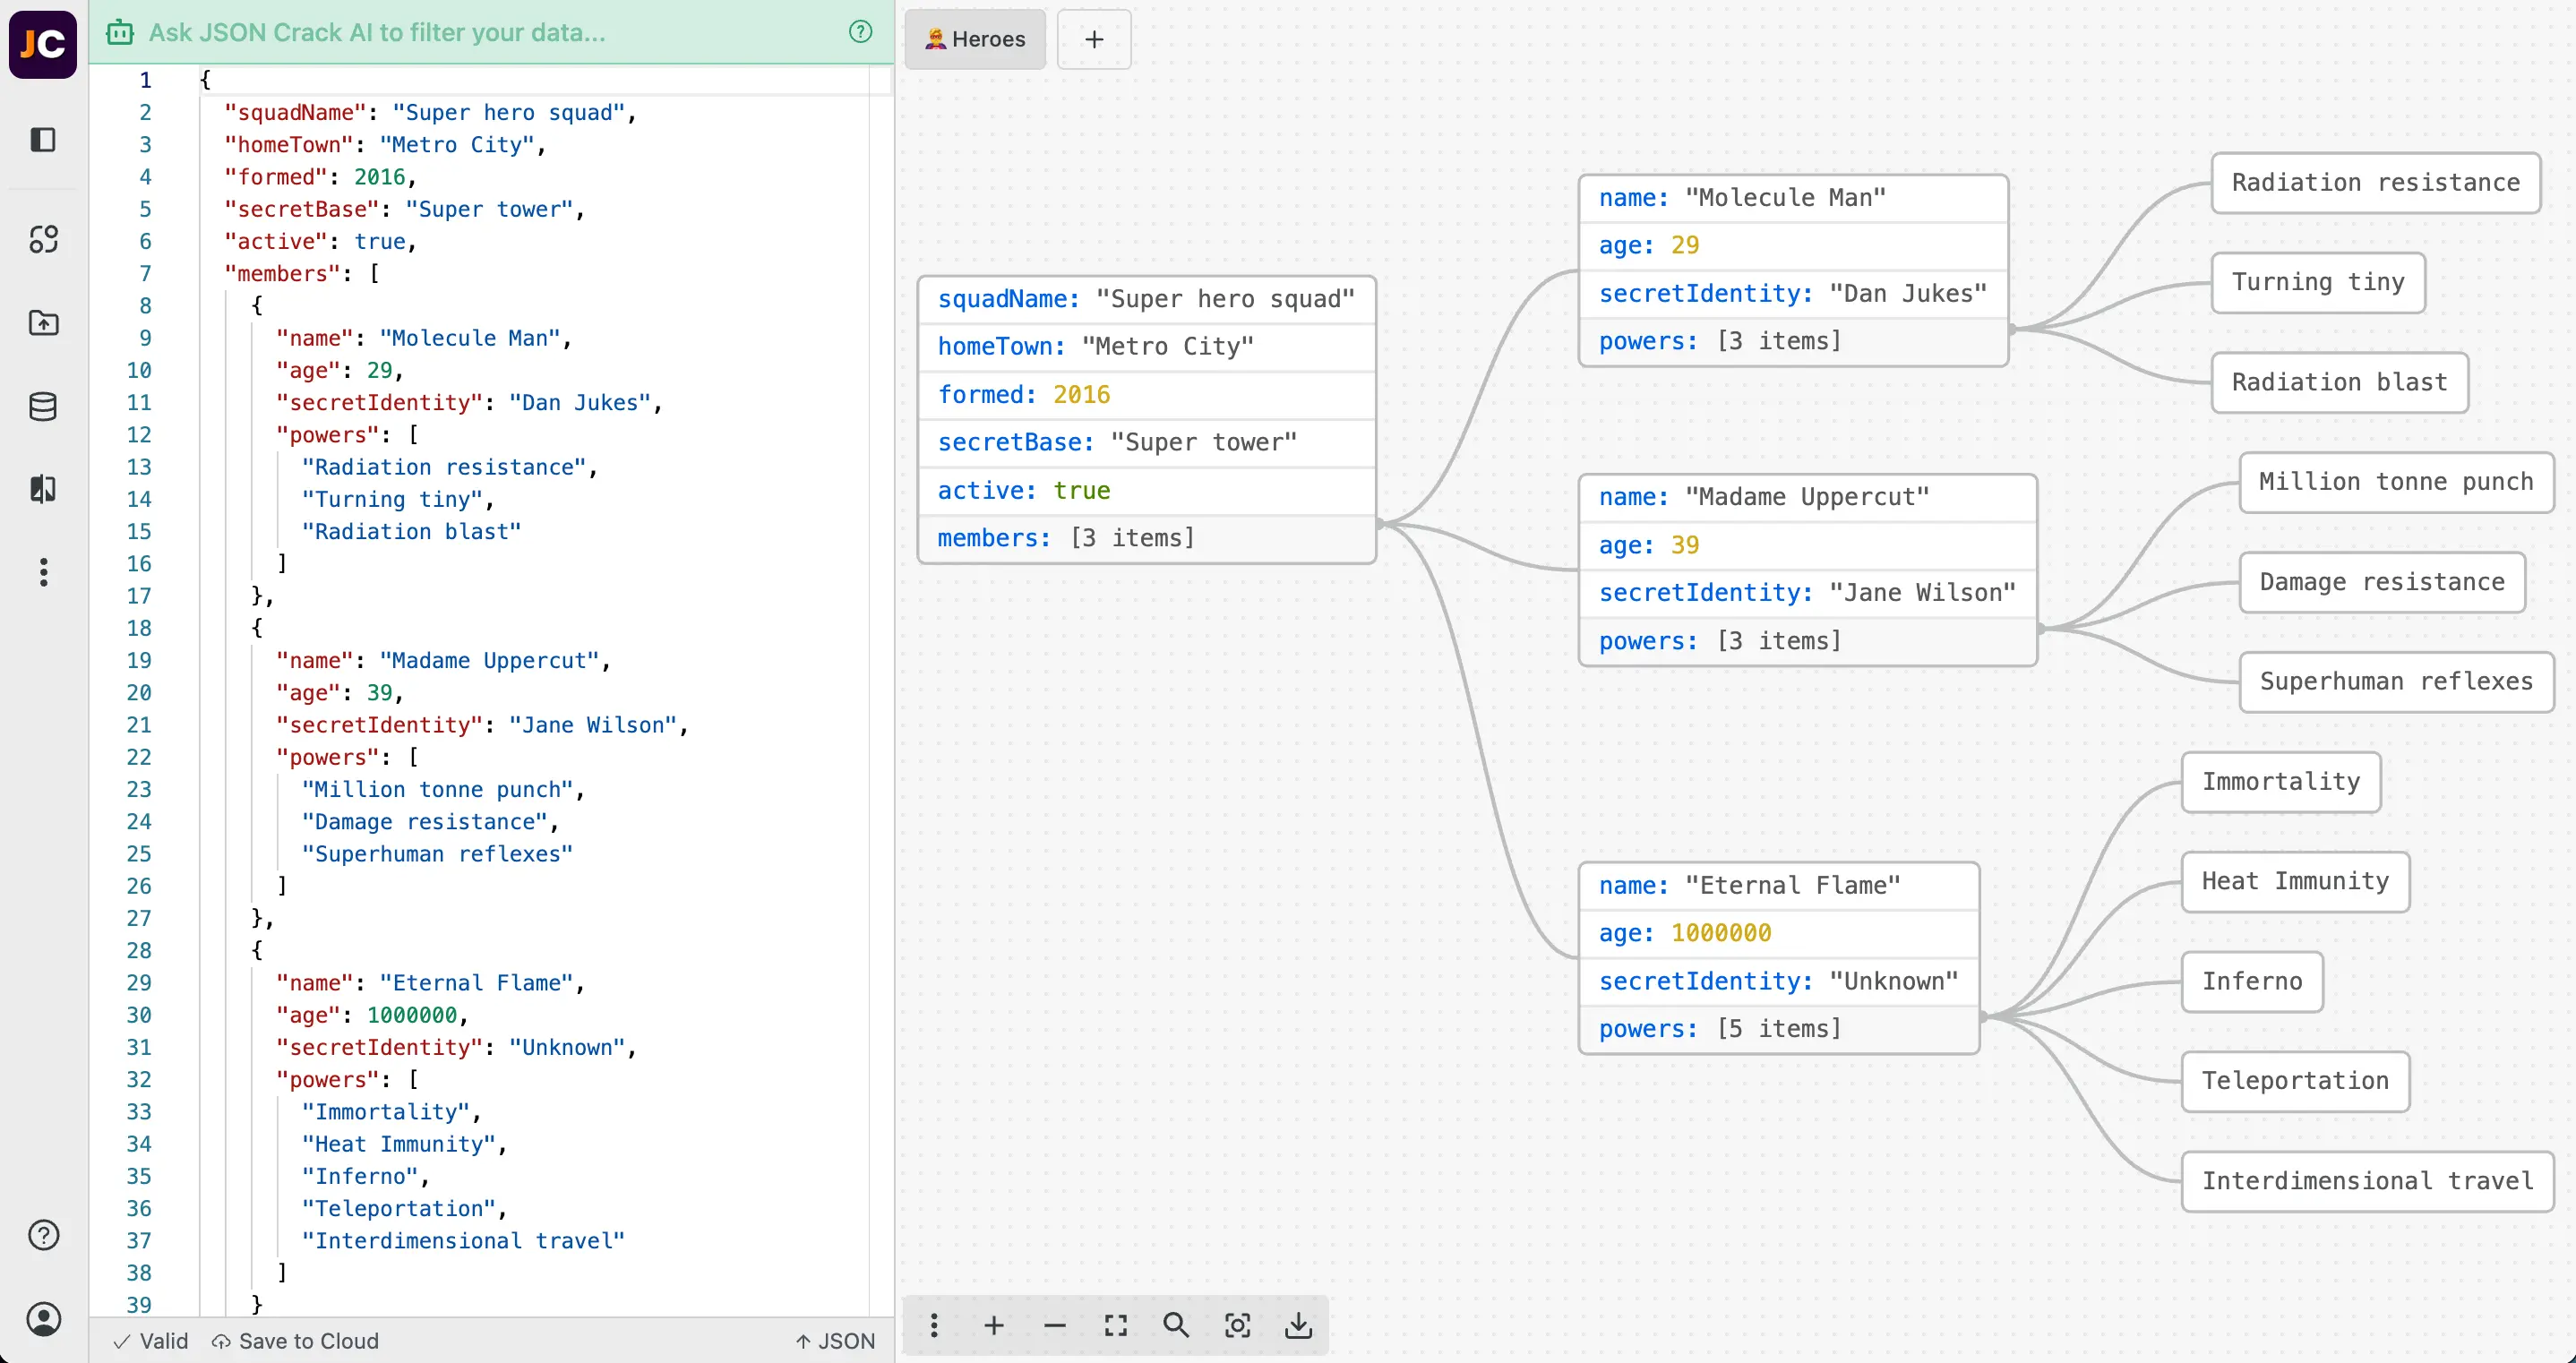 JC
Ask JSON Crack AI to filter your data...
1 {
2 "squadName": "Super hero squad",
3 "homeTown": "Metro City",
4 "formed": 2016,
5 "secretBase": "Super tower",
6 "active": true,
7 "members": [
8 {
9 "name": "Molecule Man",
10 "age": 29,
11 "secretIdentity": "Dan Jukes",
12 "powers": [
13 "Radiation resistance",
14 "Turning tiny",
15 "Radiation blast"
16 ]
17 },
18 {
19 "name": "Madame Uppercut",
20 "age": 39,
21 "secretIdentity": "Jane Wilson",
22 "powers": [
23 "Million tonne punch",
24 "Damage resistance",
25 "Superhuman reflexes"
26 ]
27 },
28 {
29 "name": "Eternal Flame",
30 "age": 1000000,
31 "secretIdentity": "Unknown",
32 "powers": [
33 "Immortality",
34 "Heat Immunity",
35 "Inferno",
36 "Teleportation",
37 "Interdimensional travel"
38 ]
39 }
Valid
Save to Cloud
JSON
Heroes
squadName: "Super hero squad"
homeTown: "Metro City"
formed: 2016
secretBase: "Super tower"
active: true
members: [3 items]
name: "Molecule Man"
age: 29
secretIdentity: "Dan Jukes"
powers: [3 items]
Radiation resistance
Turning tiny
Radiation blast
name: "Madame Uppercut"
age: 39
secretIdentity: "Jane Wilson"
powers: [3 items]
Million tonne punch
Damage resistance
Superhuman reflexes
name: "Eternal Flame"
age: 1000000
secretIdentity: "Unknown"
powers: [5 items]
Immortality
Heat Immunity
Inferno
Teleportation
Interdimensional travel